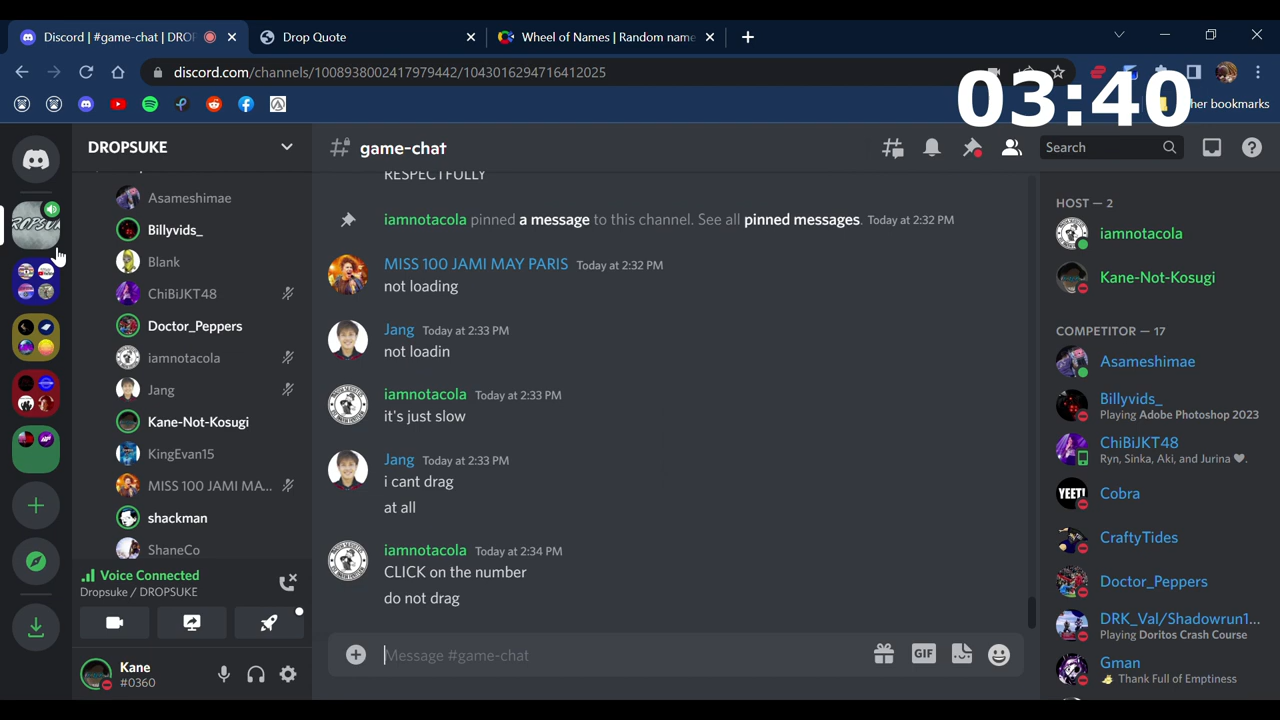 Discord | #game-chat | DRO
Drop Quote
Wheel of Names | Random name
discord.com/channels/1008938002417979442/1043016294716412025
03:40
her bookmarks
DROPSUKE
game-chat
Search
Asameshimae
Billyvids_
Blank
ChiBiJKT48
Doctor_Peppers
iamnotacola
Jang
Kane-Not-Kosugi
KingEvan15
MISS 100 JAMI MA...
shackman
ShaneCo
Voice Connected
Dropsuke / DROPSUKE
Kane
#0360
RESPECTFULLY
iamnotacola pinned a message to this channel. See all pinned messages. Today at 2:32 PM
MISS 100 JAMI MAY PARIS Today at 2:32 PM
not loading
Jang Today at 2:33 PM
not loadin
iamnotacola Today at 2:33 PM
it's just slow
Jang Today at 2:33 PM
i cant drag
at all
iamnotacola Today at 2:34 PM
CLICK on the number
do not drag
Message #game-chat
GIF
HOST — 2
iamnotacola
Kane-Not-Kosugi
COMPETITOR — 17
Asameshimae
Billyvids_
Playing Adobe Photoshop 2023
ChiBiJKT48
Ryn, Sinka, Aki, and Jurina
YEET!
Cobra
CraftyTides
Doctor_Peppers
DRK_Val/Shadowrun1...
Playing Doritos Crash Course
Gman
Thank Full of Emptiness